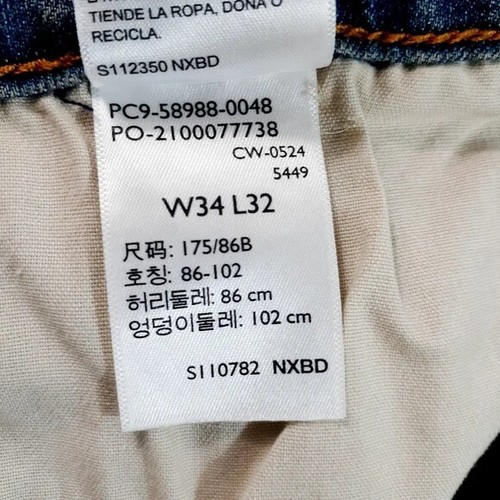 TIENDE LA ROPA, DONA O
RECICLA.
S112350 NXBD
PC9-58988-0048
PO-2100077738
CW-0524
5449
W34 L32
尺码: 175/86B
호칭: 86-102
허리둘레: 86 cm
엉덩이둘레: 102 cm
S110782 NXBD